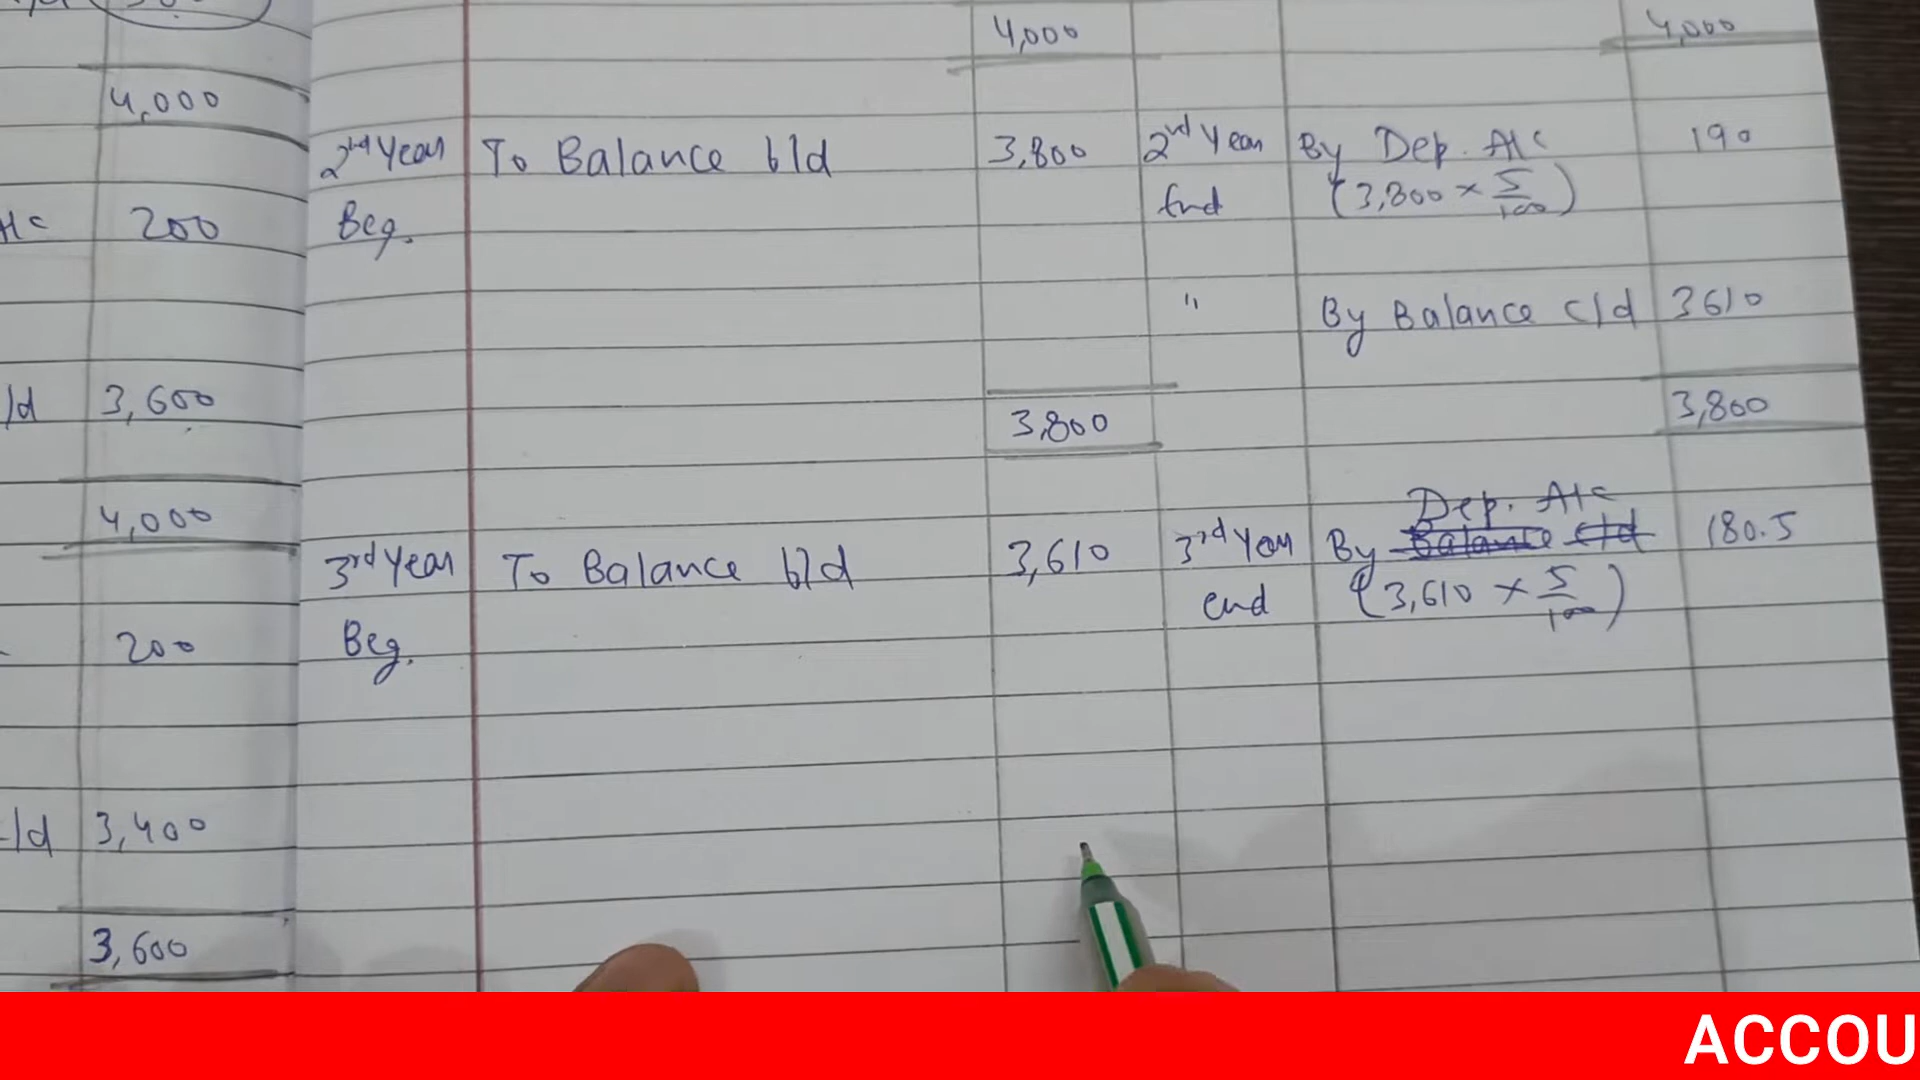 4,000 4,000
4,000
2nd Year To Balance b/d 3,800 2nd Year By Dep. A/c 190
200 Beg. End (3,800 × 5/100)
" By Balance c/d 3610
/d 3,600 3,800 3,800
4,000 Dep. A/c
3rd Year To Balance b/d 3,610 3rd Year By Balance c/d 180.5
200 Beg. end (3,610 × 5/100)
/d 3,400
3,600
ACCOU